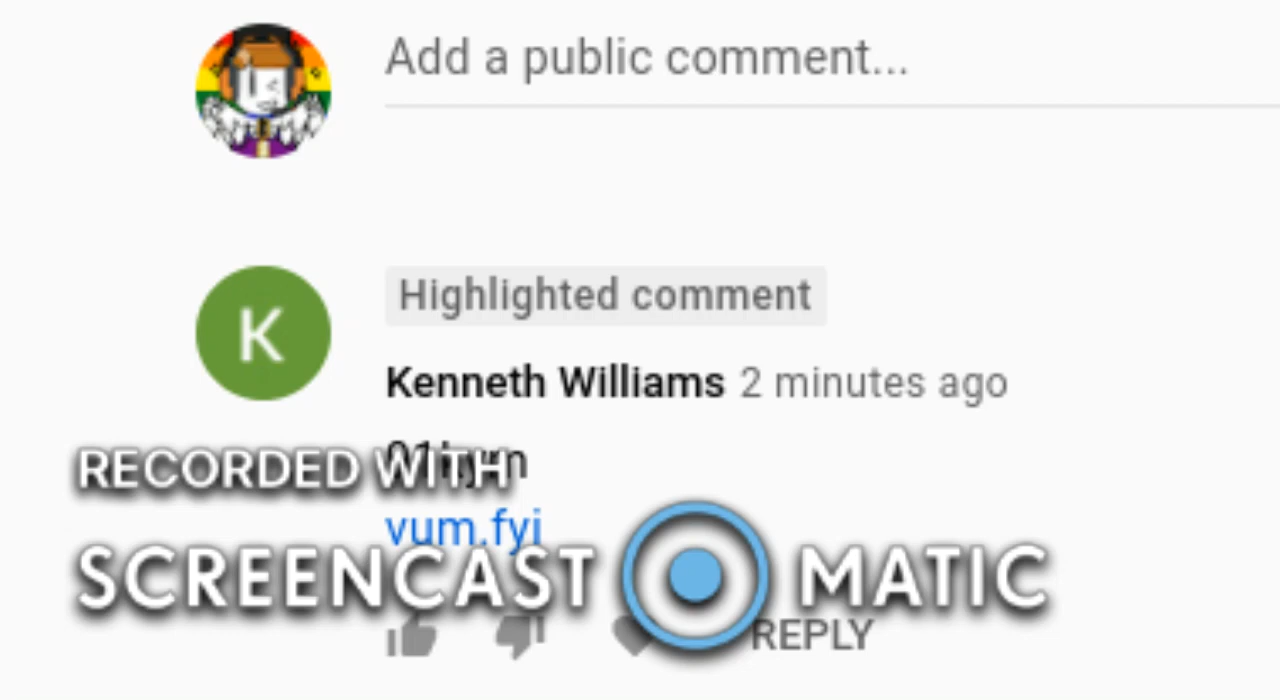 Add a public comment...
K
Highlighted comment
Kenneth Williams 2 minutes ago
RECORDED WITH
vum.fyi
SCREENCAST MATIC
REPLY